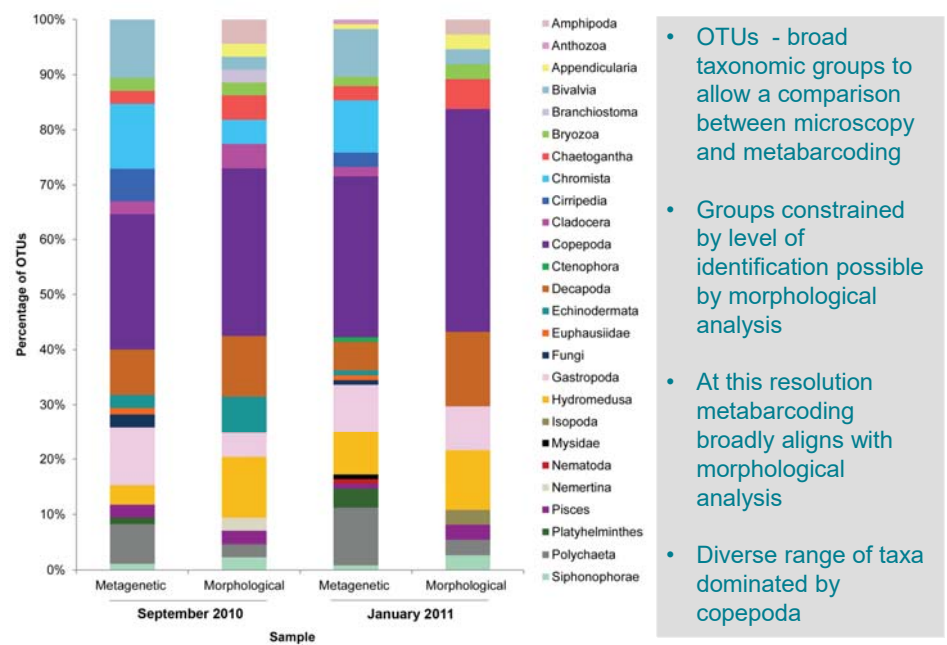 100%
90%
80%
70%
60%
50%
40%
30%
20%
10%
0%
Percentage of OTUs
Metagenetic
Morphological
Metagenetic
Morphological
September 2010
January 2011
Sample
Amphipoda
Anthozoa
Appendicularia
Bivalvia
Branchiostoma
Bryozoa
Chaetogantha
Chromista
Cirripedia
Cladocera
Copepoda
Ctenophora
Decapoda
Echinodermata
Euphausiidae
Fungi
Gastropoda
Hydromedusa
Isopoda
Mysidae
Nematoda
Nemertina
Pisces
Platyhelminthes
Polychaeta
Siphonophorae
• OTUs - broad
taxonomic groups to
allow a comparison
between microscopy
and metabarcoding
• Groups constrained
by level of
identification possible
by morphological
analysis
• At this resolution
metabarcoding
broadly aligns with
morphological
analysis
• Diverse range of taxa
dominated by
copepoda